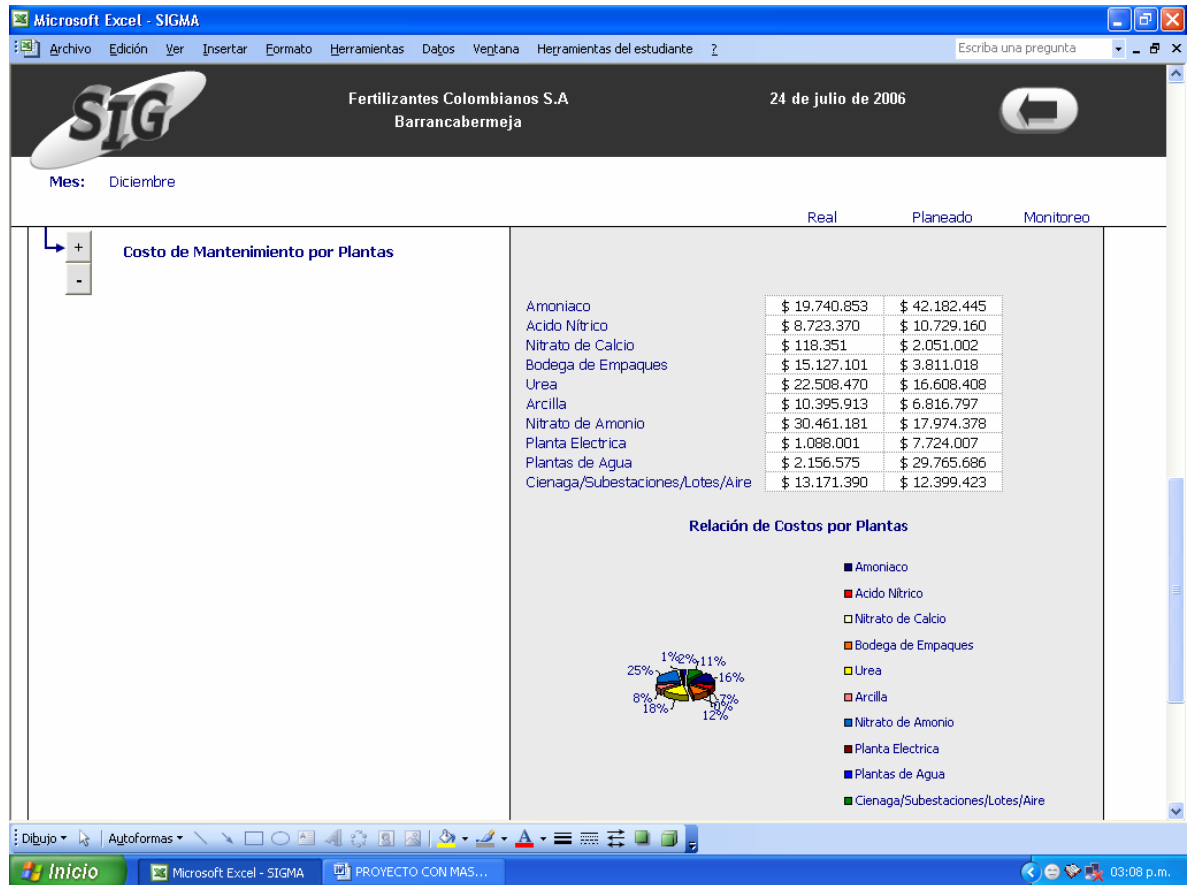 Microsoft Excel - SIGMA
Archivo Edición Ver Insertar Formato Herramientas Datos Ventana Herramientas del estudiante ? Escriba una pregunta
SIG
Fertilizantes Colombianos S.A 24 de julio de 2006
Barrancabermeja
Mes: Diciembre
Real Planeado Monitoreo
+ Costo de Mantenimiento por Plantas
-
Amoniaco $ 19.740.853 $ 42.182.445
Acido Nítrico $ 8.723.370 $ 10.729.160
Nitrato de Calcio $ 118.351 $ 2.051.002
Bodega de Empaques $ 15.127.101 $ 3.811.018
Urea $ 22.508.470 $ 16.608.408
Arcilla $ 10.395.913 $ 6.816.797
Nitrato de Amonio $ 30.461.181 $ 17.974.378
Planta Electrica $ 1.088.001 $ 7.724.007
Plantas de Agua $ 2.156.575 $ 29.765.686
Cienaga/Subestaciones/Lotes/Aire $ 13.171.390 $ 12.399.423
Relación de Costos por Plantas
Amoniaco
Acido Nítrico
Nitrato de Calcio
Bodega de Empaques
1% 2% 11%
25% 16%
Urea
8% 7%
18% 0%
12%
Arcilla
Nitrato de Amonio
Planta Electrica
Plantas de Agua
Cienaga/Subestaciones/Lotes/Aire
Dibujo Autoformas A
Inicio Microsoft Excel - SIGMA PROYECTO CON MAS... 03:08 p.m.